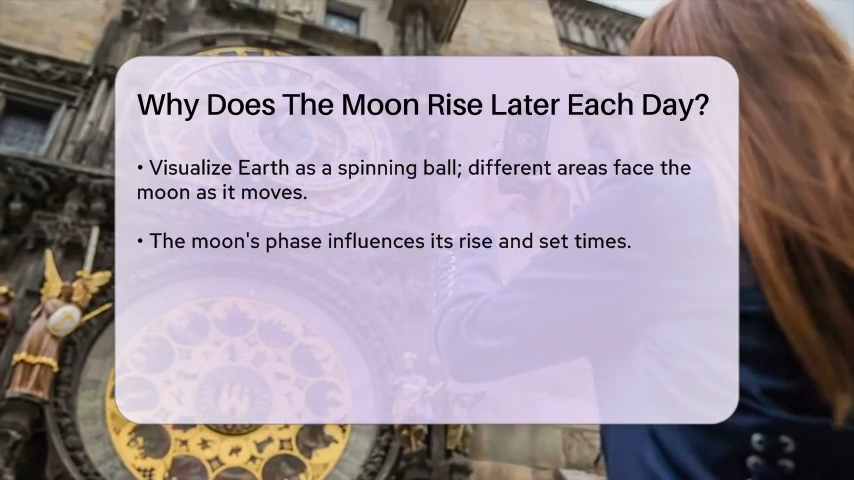 Why Does The Moon Rise Later Each Day?
• Visualize Earth as a spinning ball; different areas face the
moon as it moves.
• The moon's phase influences its rise and set times.